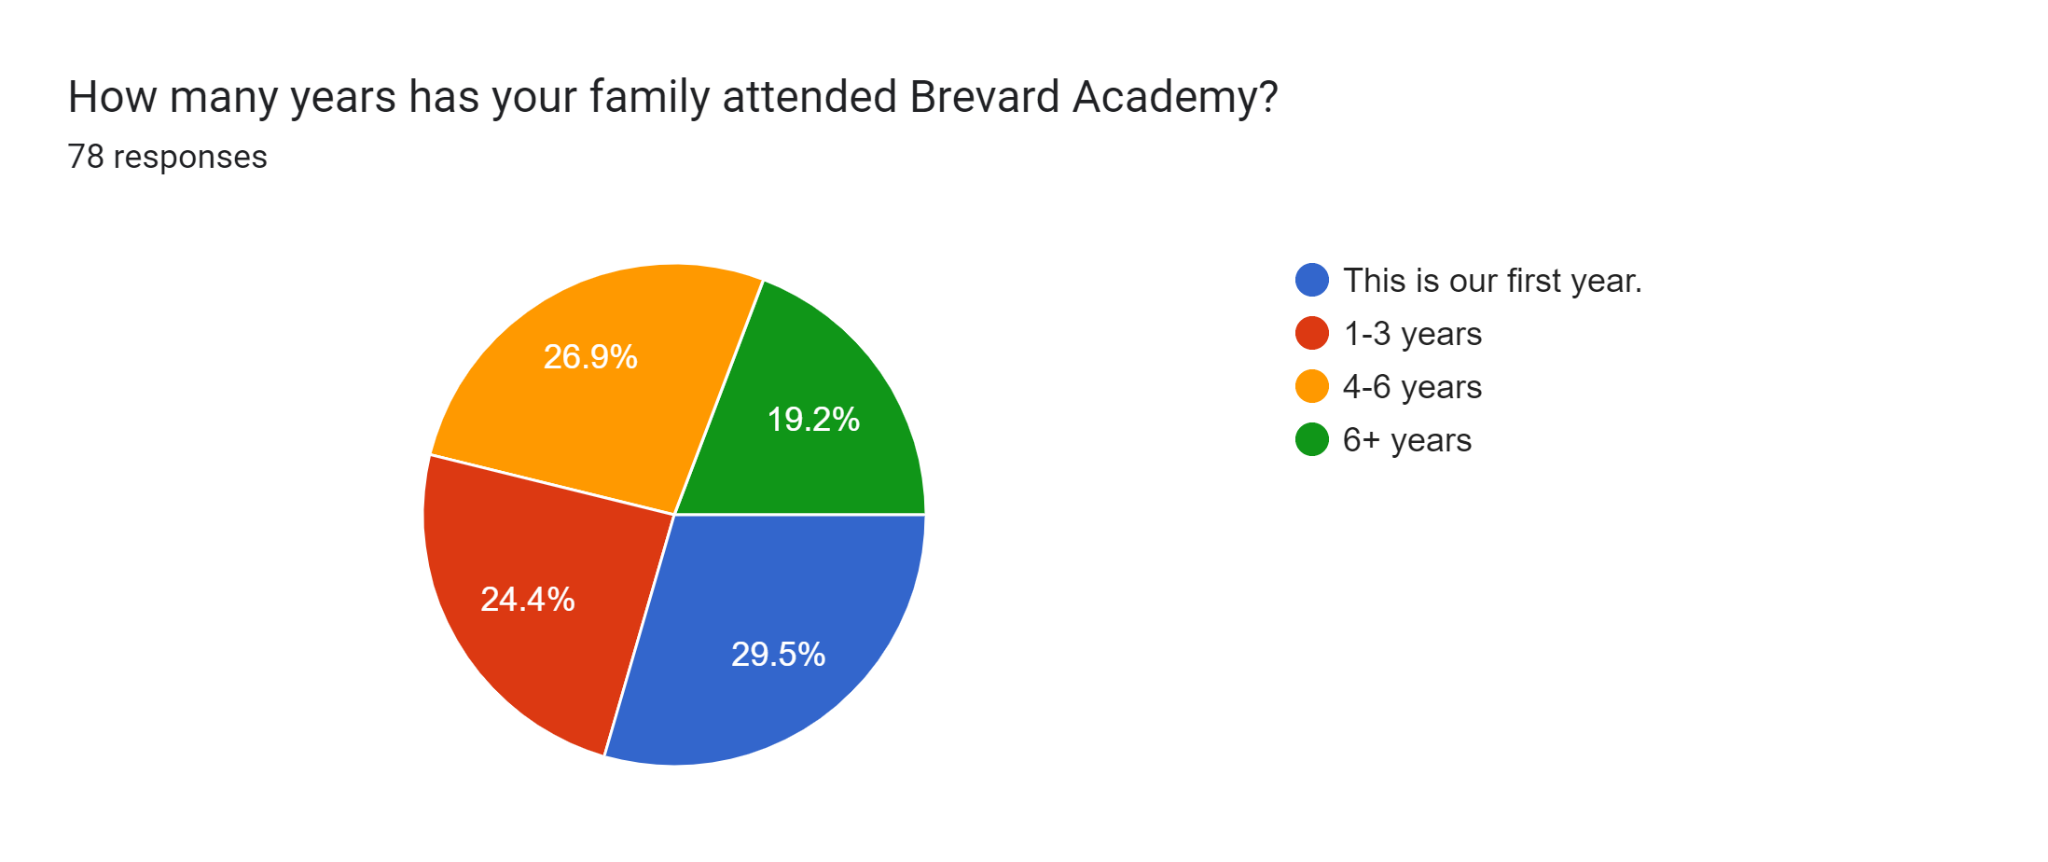 How many years has your family attended Brevard Academy?
78 responses
This is our first year.
1-3 years
4-6 years
6+ years
26.9%
19.2%
24.4%
29.5%